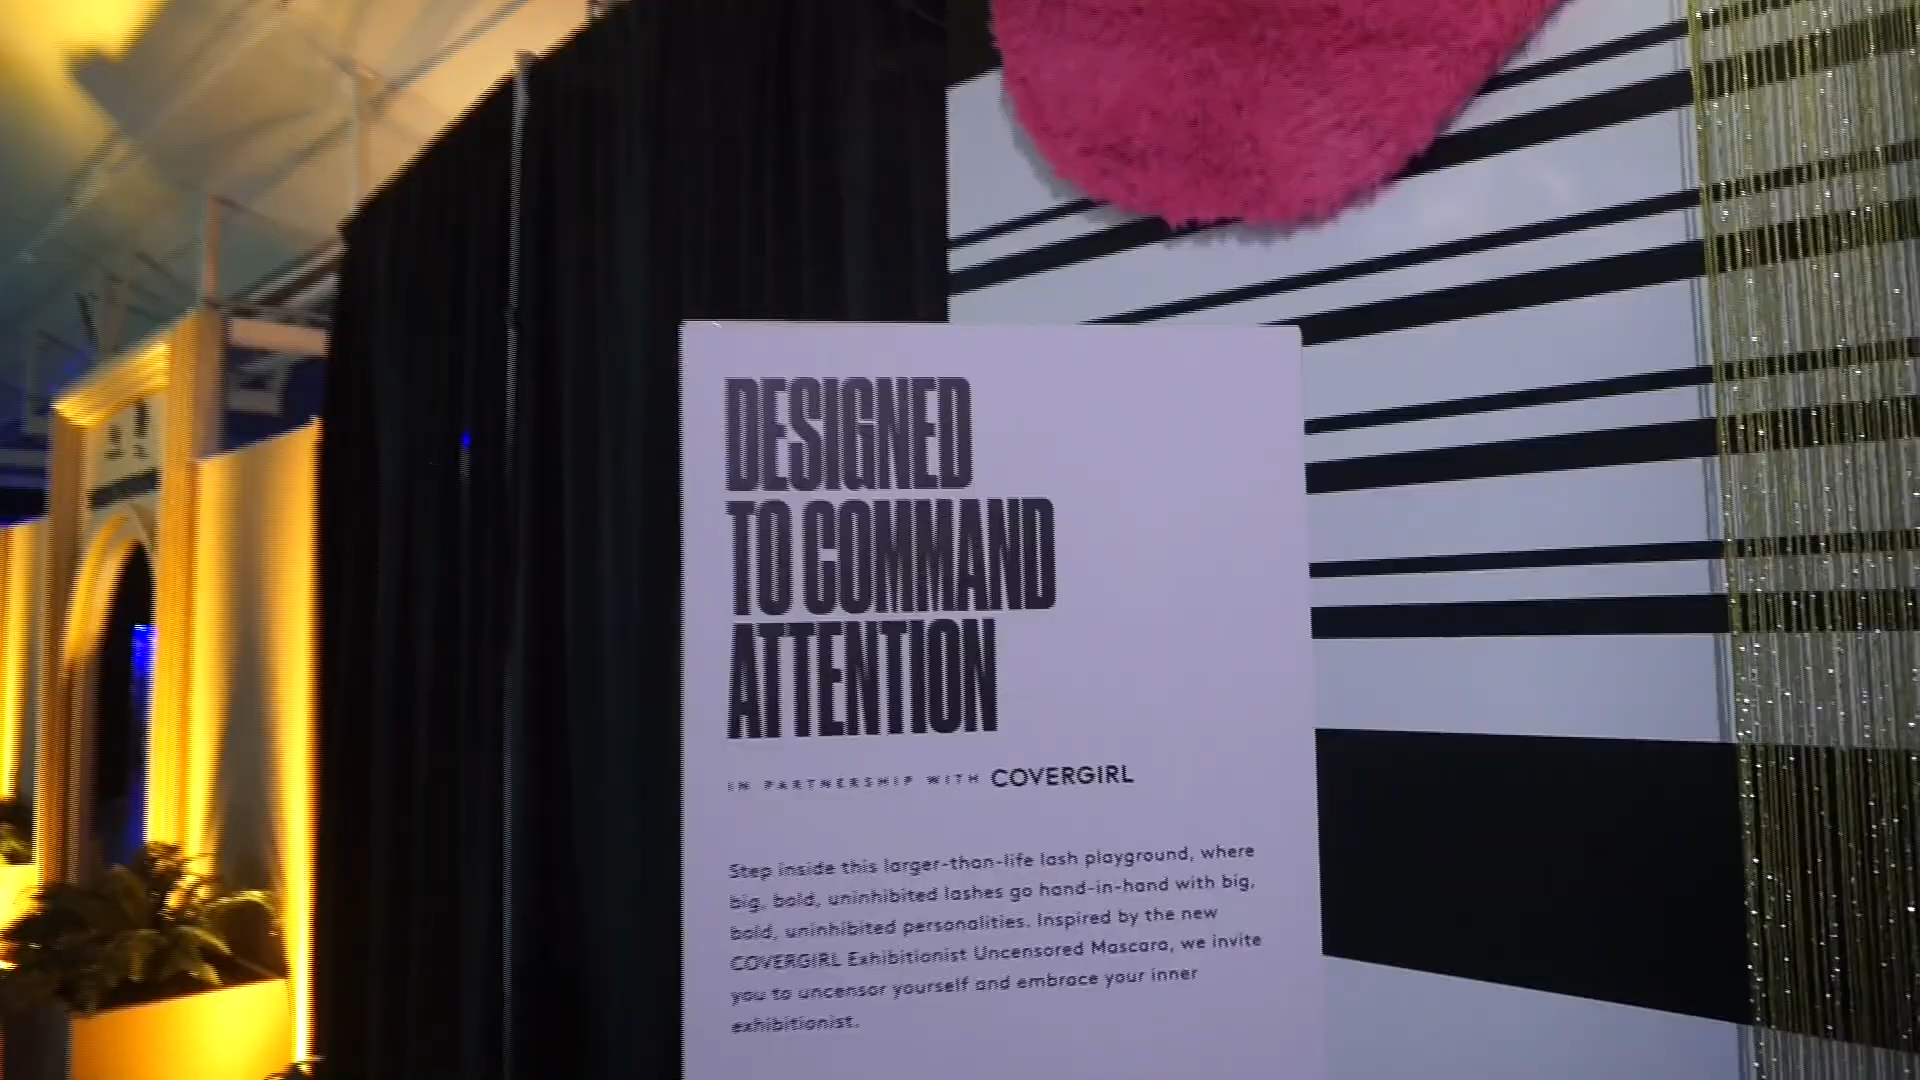 DESIGNED
TO COMMAND
ATTENTION
IN PARTNERSHIP WITH COVERGIRL
Step inside this larger-than-life lash playground, where
big, bold, uninhibited lashes go hand-in-hand with big,
bold, uninhibited personalities. Inspired by the new
COVERGIRL Exhibitionist Uncensored Mascara, we invite
you to uncensor yourself and embrace your inner
exhibitionist.